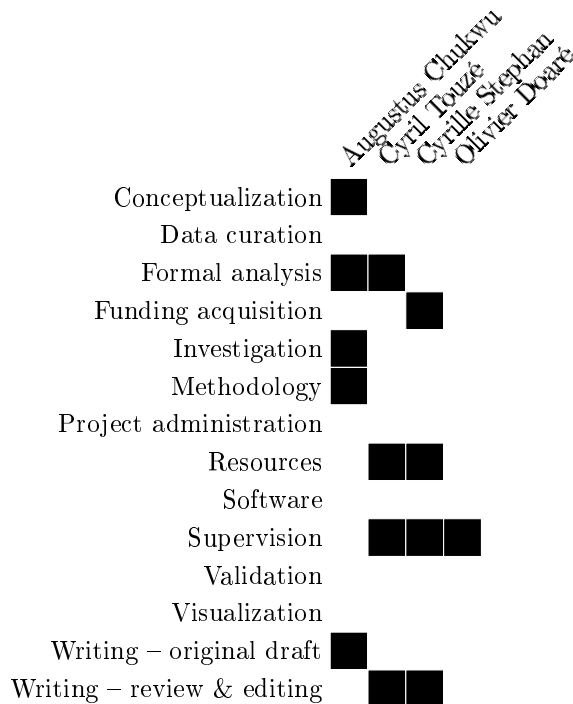 Augustus Chukwu
Cyril Touzé
Cyrille Stephan
Olivier Doaré
Conceptualization
Data curation
Formal analysis
Funding acquisition
Investigation
Methodology
Project administration
Resources
Software
Supervision
Validation
Visualization
Writing – original draft
Writing – review & editing